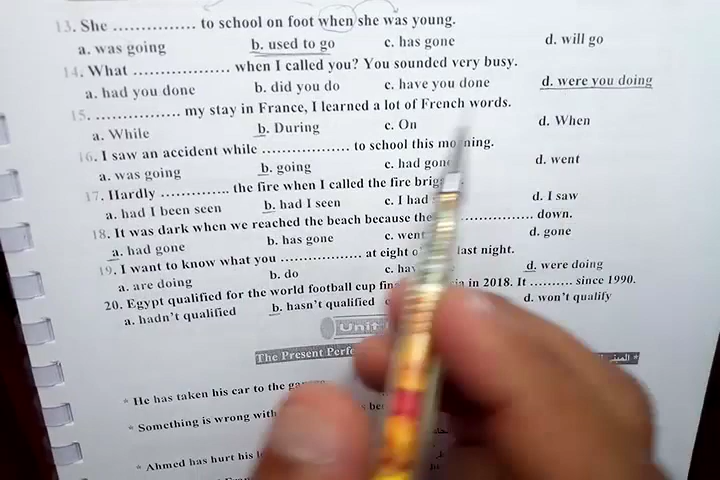 13. She ............... to school on foot when she was young.
a. was going b. used to go c. has gone d. will go
14. What ................. when I called you? You sounded very busy.
a. had you done b. did you do c. have you done d. were you doing
15. ................. my stay in France, I learned a lot of French words.
a. While b. During c. On d. When
16. I saw an accident while ................. to school this morning.
a. was going b. going c. had gone d. went
17. Hardly ............. the fire when I called the fire
a. had I been seen b. had I seen c. I had d. I saw
18. It was dark when we reached the beach because the ............... down.
a. had gone b. has gone c. went d. gone
19. I want to know what you ............... at eight last night.
a. are doing b. do d. were doing
20. Egypt qualified for the world football cup in 2018. It .......... since 1990.
a. hadn't qualified b. hasn't qualified d. won't qualify
Unit
The Present
* He has taken his car to the
* Something is wrong with
* Ahmed has hurt his